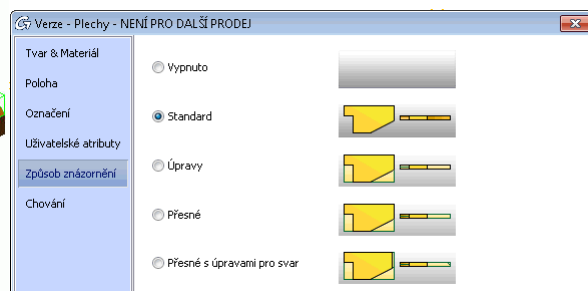 Verze - Plechy - NENÍ PRO DALŠÍ PRODEJ
Tvar & Materiál
Poloha
Označení
Uživatelské atributy
Způsob znázornění
Chování
Vypnuto
Standard
Úpravy
Přesné
Přesné s úpravami pro svar